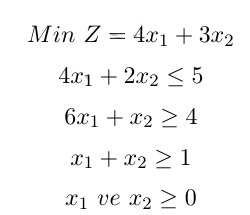 Min Z = 4x₁ + 3x₂
4x₁ + 2x₂ ≤ 5
6x₁ + x₂ ≥ 4
x₁ + x₂ ≥ 1
x₁ ve x₂ ≥ 0